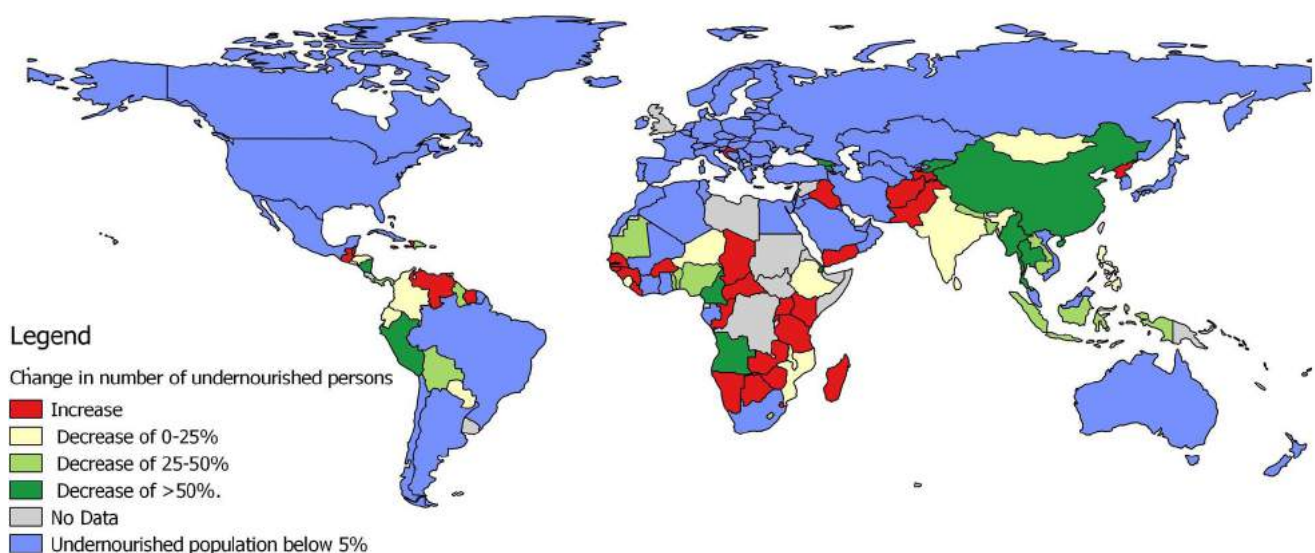 Legend
Change in number of undernourished persons
Increase
Decrease of 0-25%
Decrease of 25-50%
Decrease of >50%.
No Data
Undernourished population below 5%